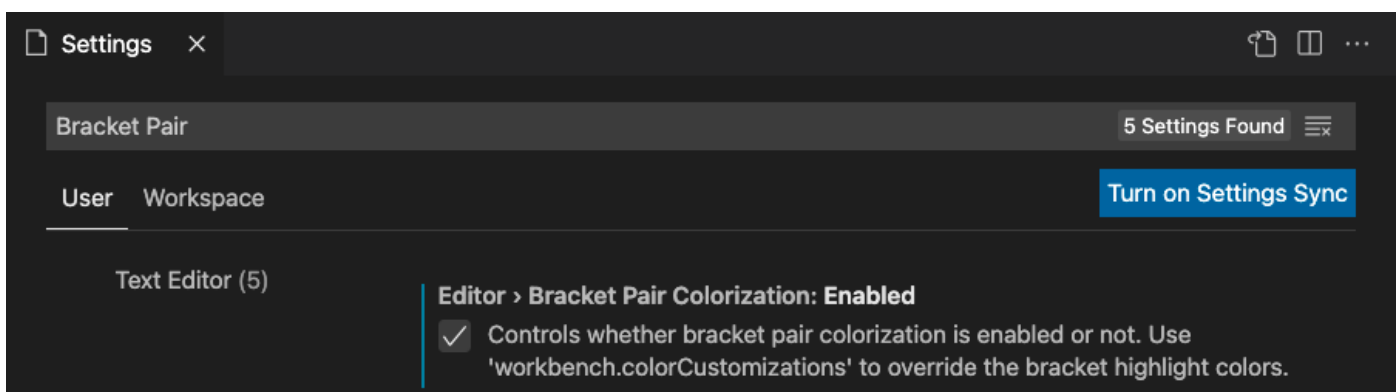 Settings
Bracket Pair
5 Settings Found
User Workspace
Turn on Settings Sync
Text Editor (5)
Editor › Bracket Pair Colorization: Enabled
Controls whether bracket pair colorization is enabled or not. Use
'workbench.colorCustomizations' to override the bracket highlight colors.